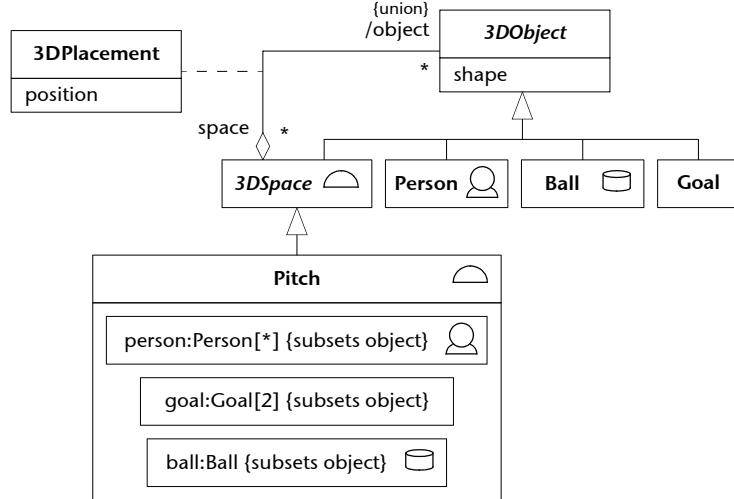 {union}
/object
3DObject
3DPlacement
*
shape
position
space
*
3DSpace
Person
Ball
Goal
Pitch
person:Person[*] {subsets object}
goal:Goal[2] {subsets object}
ball:Ball {subsets object}